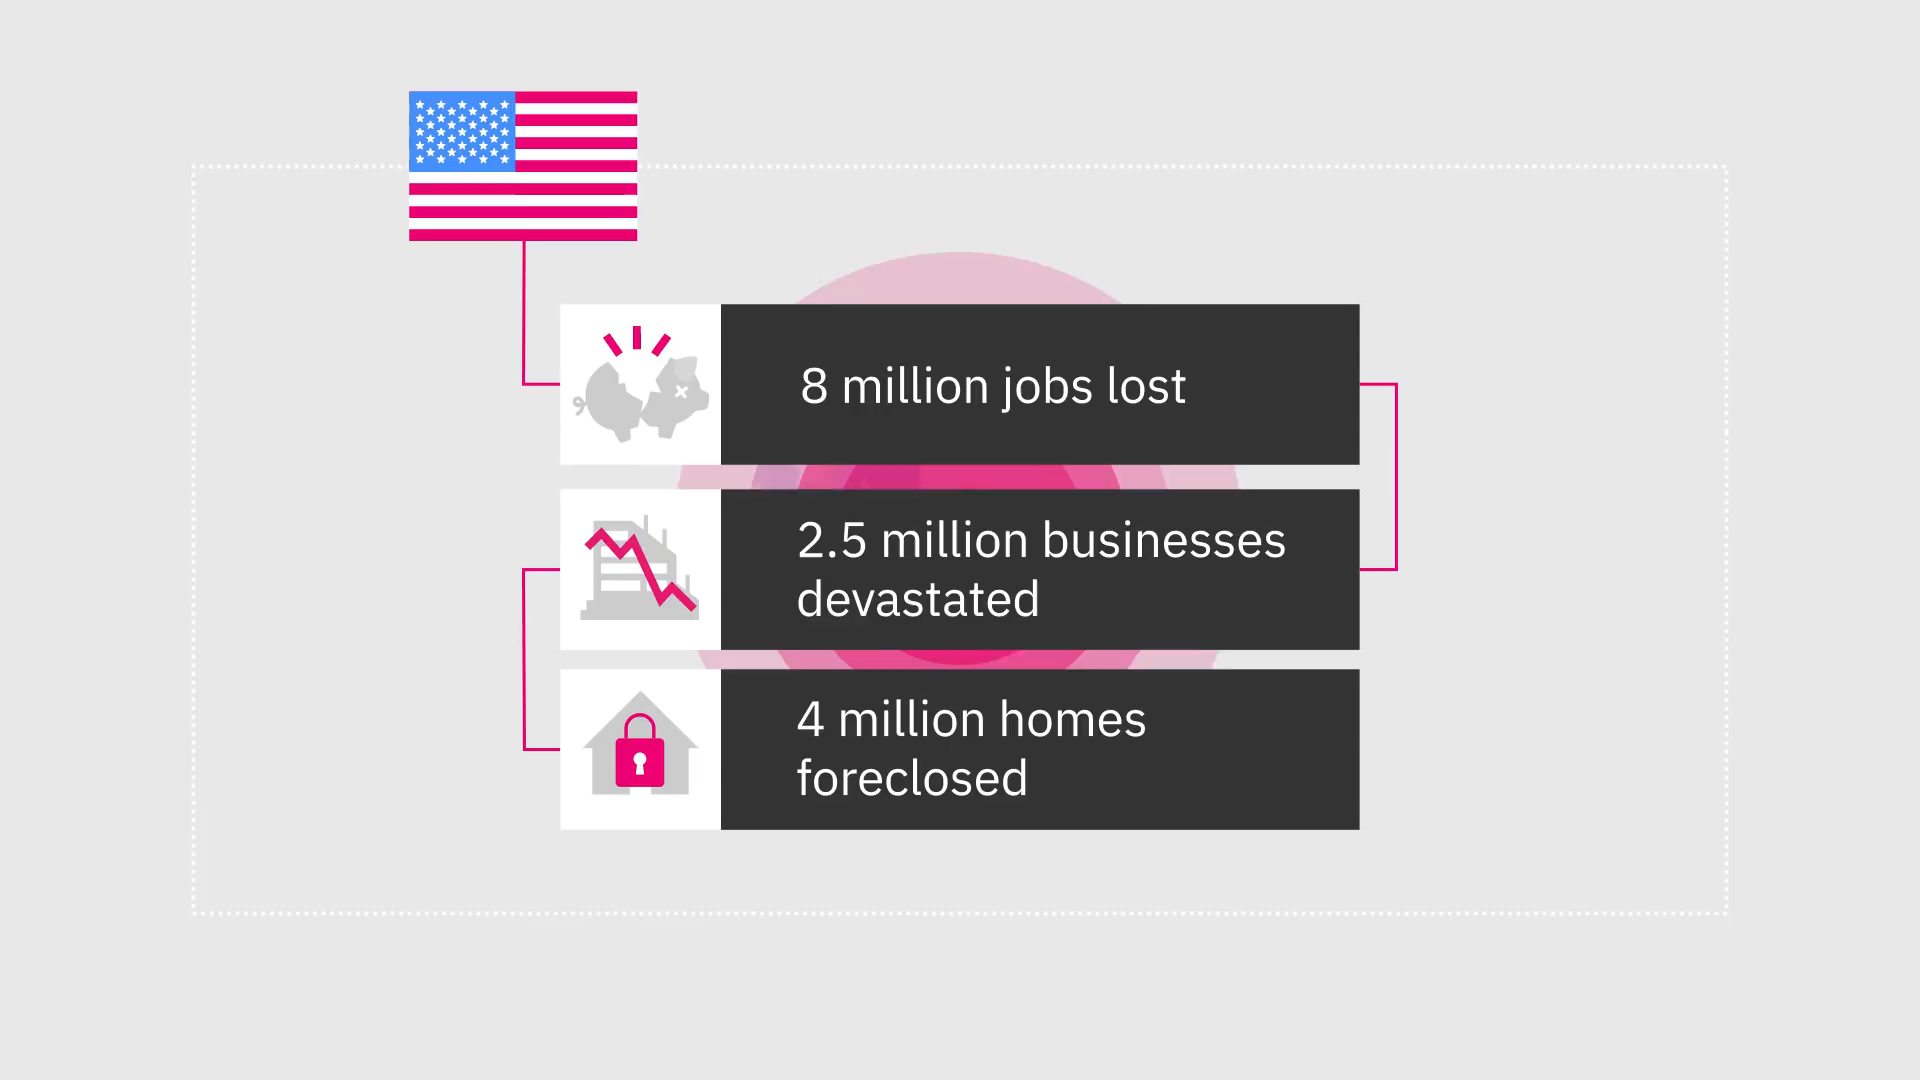 8 million jobs lost
2.5 million businesses
devastated
4 million homes
foreclosed